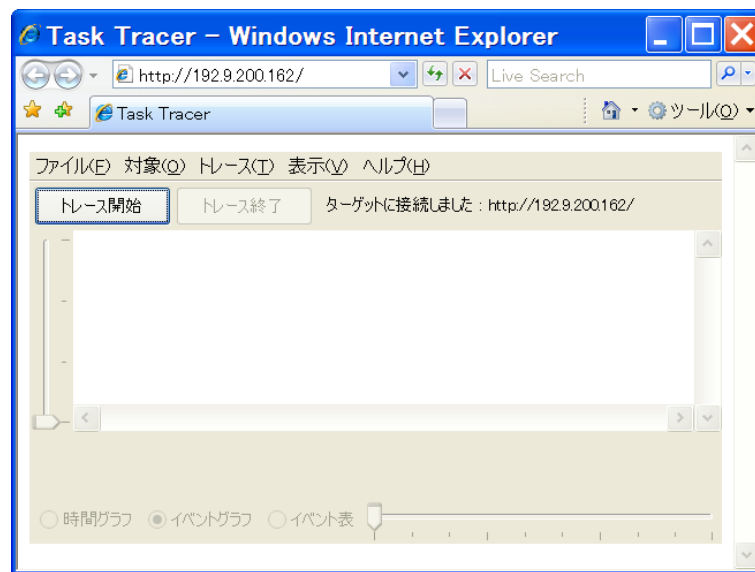 Task Tracer - Windows Internet Explorer
http://192.9.200.162/ Live Search
Task Tracer ツール(O)
ファイル(F) 対象(O) トレース(T) 表示(V) ヘルプ(H)
トレース開始 トレース終了 ターゲットに接続しました : http://192.9.200.162/
時間グラフ イベントグラフ イベント表